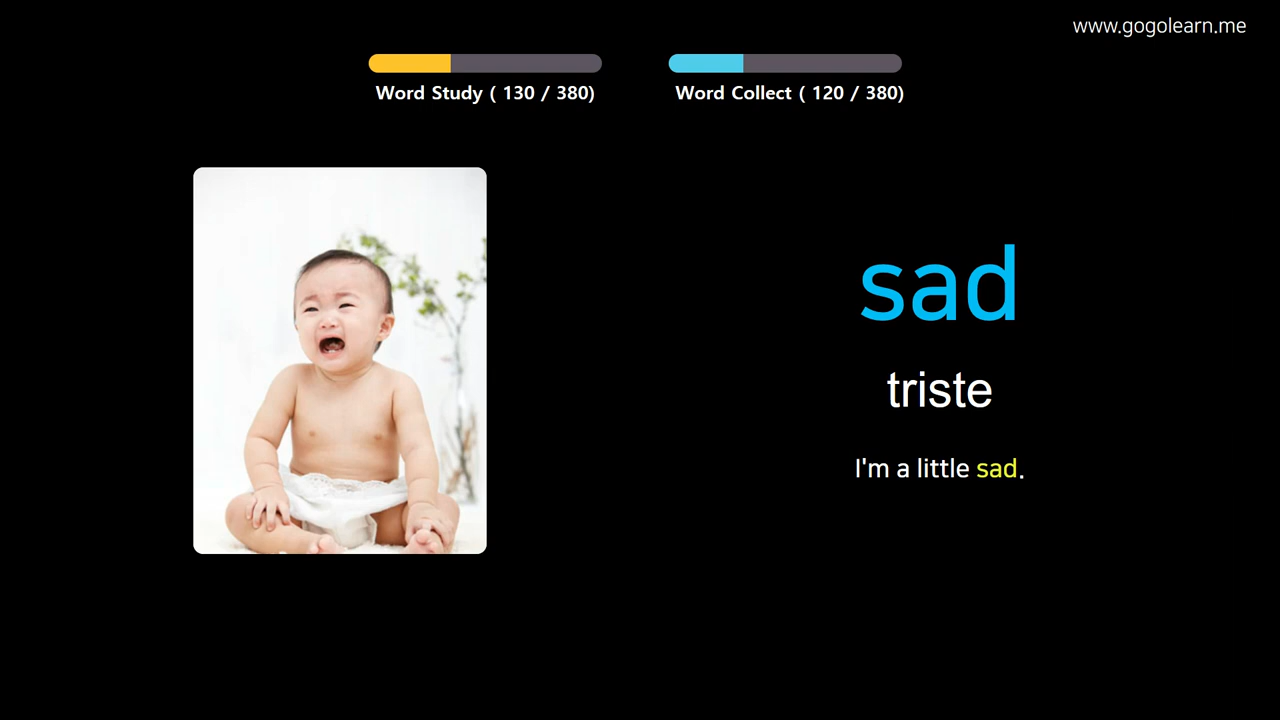 www.gogolearn.me
Word Study ( 130 / 380)
Word Collect ( 120 / 380)
sad
triste
I'm a little sad.